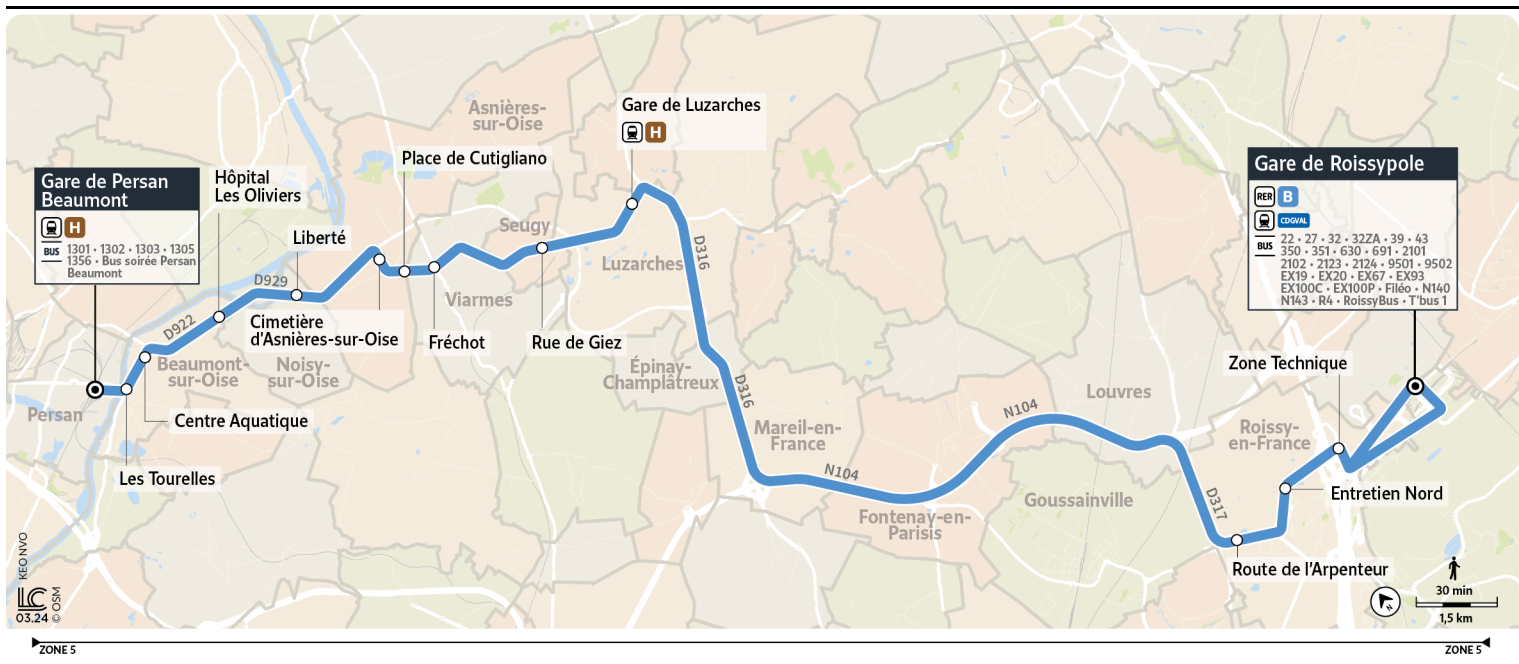 Gare de Persan
Beaumont
H
BUS
1301 • 1302 • 1303 • 1305
1356 • Bus soirée Persan
Beaumont
Hôpital
Les Oliviers
Liberté
Place de Cutigliano
Gare de Luzarches
H
Asnières-
sur-Oise
Seugy
Luzarches
Viarmes
D929
D922
Cimetière
d'Asnières-sur-Oise
Fréchot
Rue de Giez
Beaumont-
sur-Oise
Noisy-
sur-Oise
Persan
Centre Aquatique
Les Tourelles
D316
Épinay-
Champlâtreux
D316
Mareil-en-
France
N104
Fontenay-en-
Parisis
N104
Louvres
Goussainville
D317
Gare de Roissypole
RER B
CDGVAL
BUS
22 • 27 • 32 • 32ZA • 39 • 43
350 • 351 • 630 • 691 • 2101
2102 • 2123 • 2124 • 9501 • 9502
EX19 • EX20 • EX67 • EX93
EX100C • EX100P • Filéo • N140
N143 • R4 • RoissyBus • T'bus 1
Zone Technique
Roissy-
en-France
Entretien Nord
Route de l'Arpenteur
KEO NVO
LC
03.24
© OSM
N
30 min
1,5 km
ZONE 5
ZONE 5